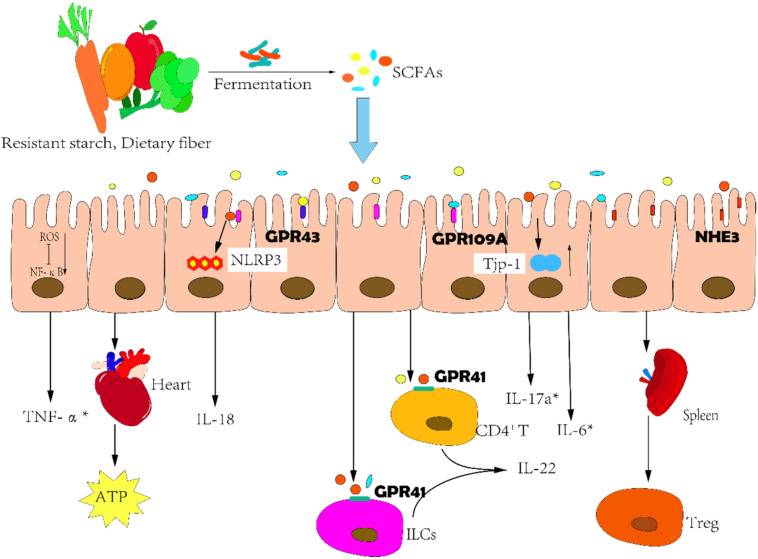 Fermentation
SCFAs
Resistant starch, Dietary fiber
ROS
NF-κB
NLRP3
GPR43
GPR109A
Tjp-1
NHE3
Heart
TNF-α*
IL-18
GPR41
CD4⁺T
IL-17a*
IL-6*
Spleen
ATP
GPR41
ILCs
IL-22
Treg